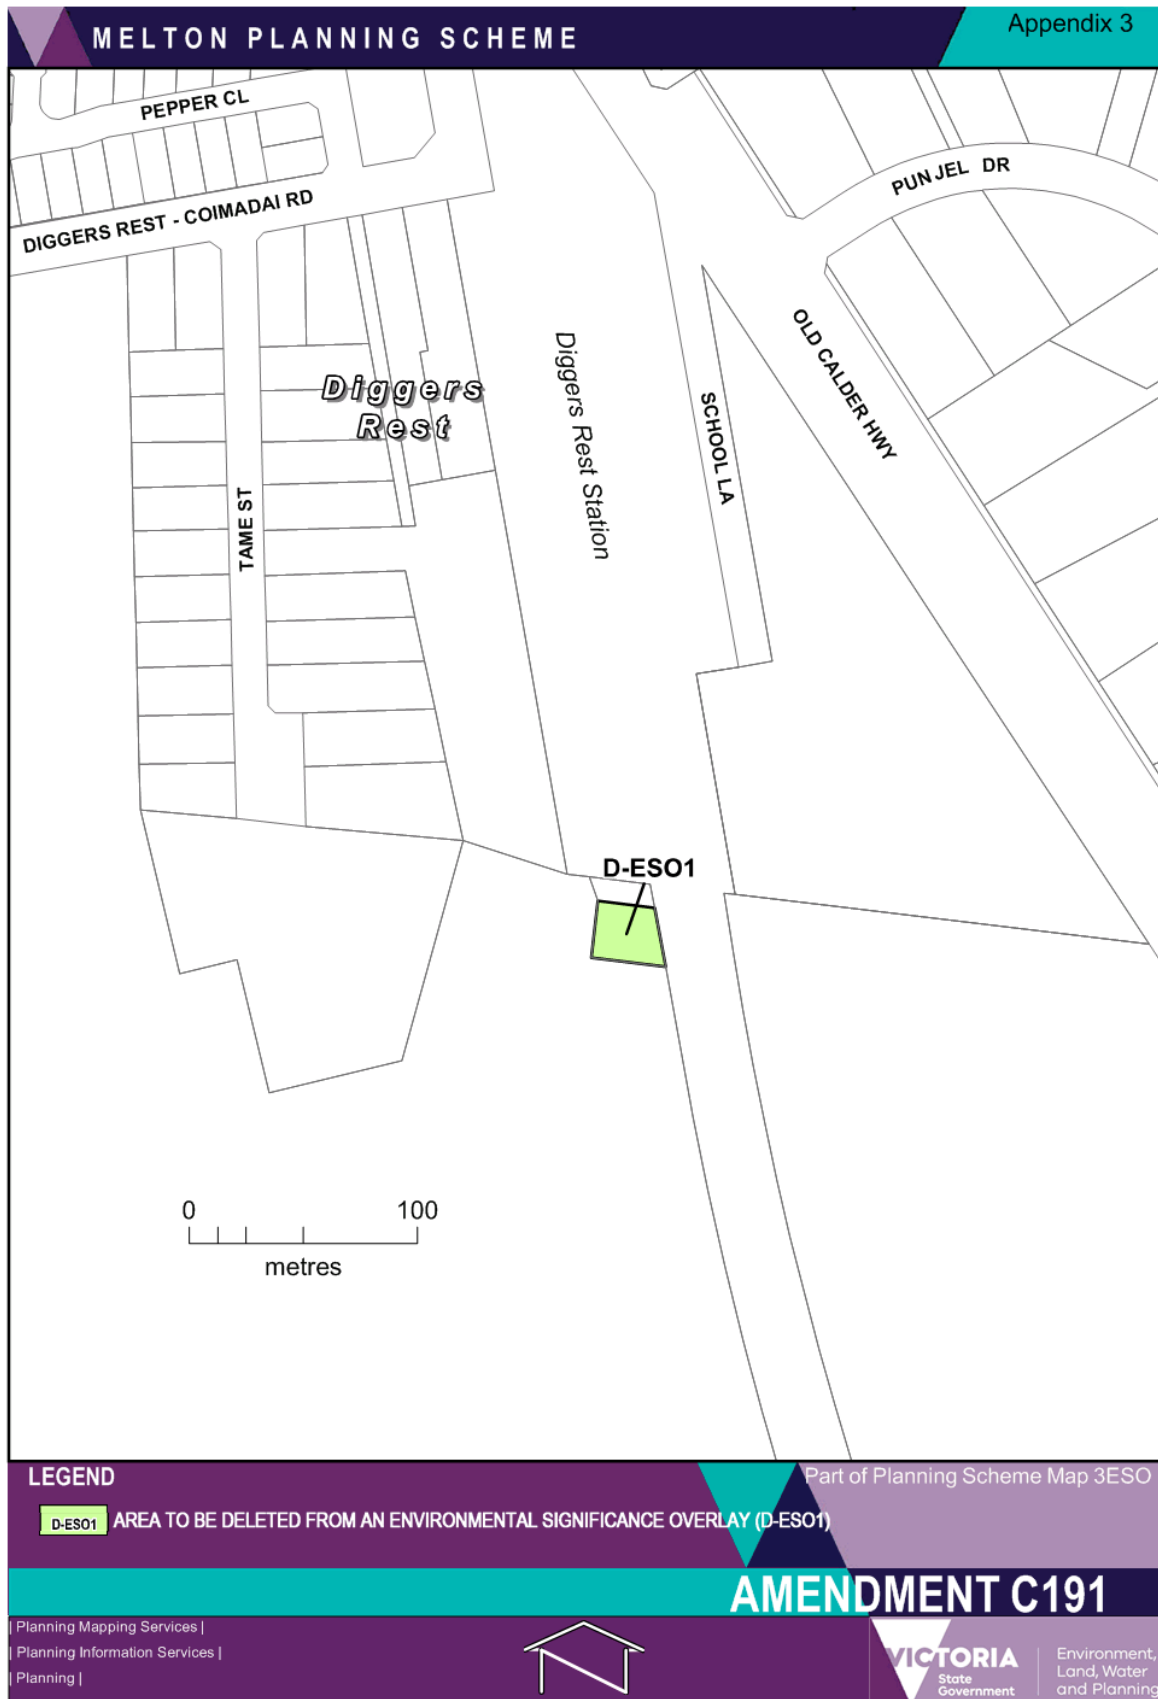 MELTON PLANNING SCHEME
Appendix 3
PEPPER CL
DIGGERS REST - COIMADAI RD
PUNJEL DR
OLD CALDER HWY
Diggers
Rest
Diggers Rest Station
SCHOOL LA
TAME ST
D-ESO1
0 100
metres
LEGEND
Part of Planning Scheme Map 3ESO
D-ESO1 AREA TO BE DELETED FROM AN ENVIRONMENTAL SIGNIFICANCE OVERLAY (D-ESO1)
AMENDMENT C191
| Planning Mapping Services |
| Planning Information Services |
| Planning |
VICTORIA
State
Government
Environment,
Land, Water
and Planning